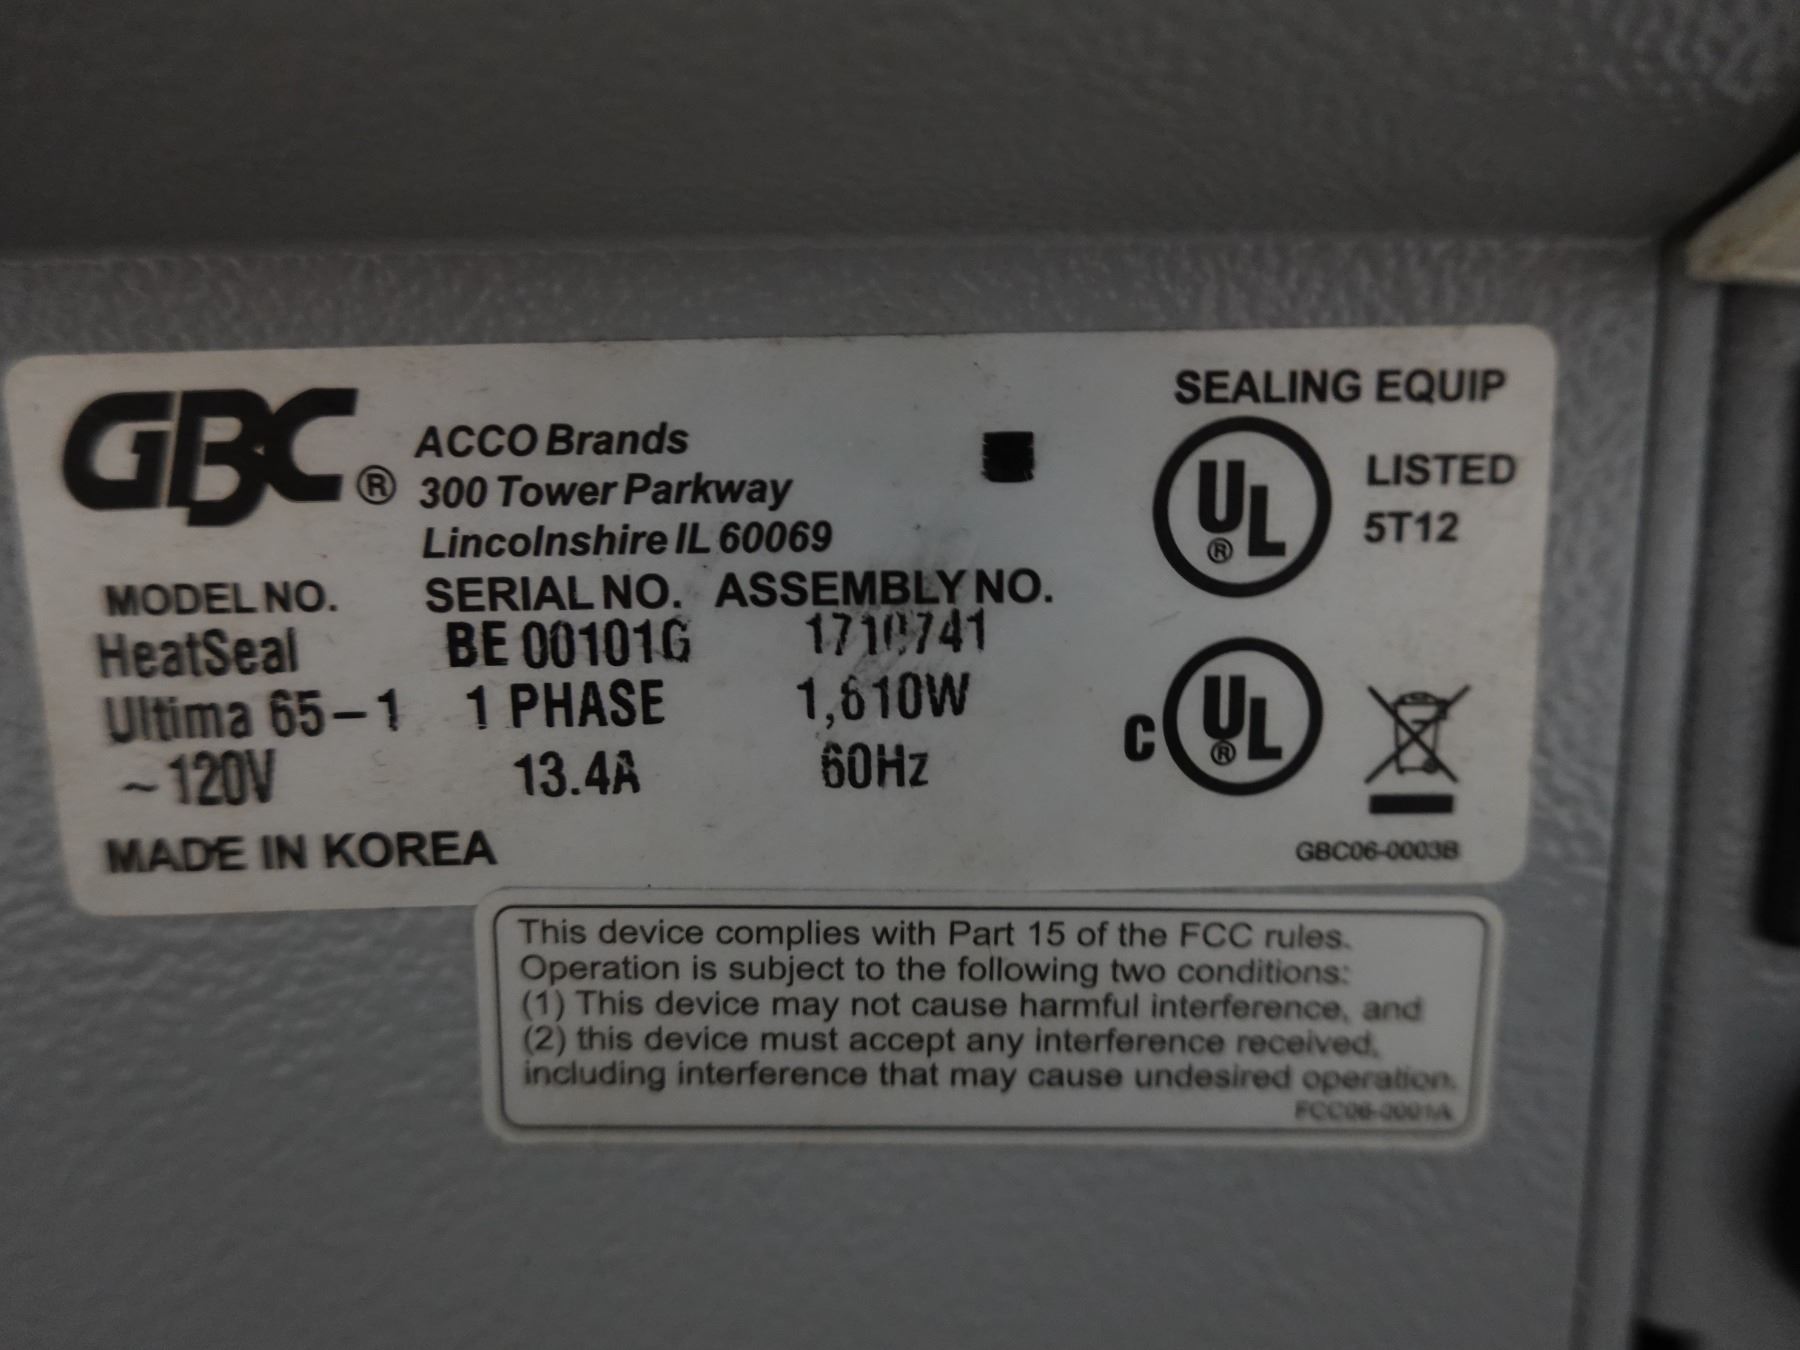 GBC®
ACCO Brands
300 Tower Parkway
Lincolnshire IL 60069
SEALING EQUIP
UL® LISTED
5T12
MODEL NO. SERIAL NO. ASSEMBLY NO.
HeatSeal BE 00101G 1710741
Ultima 65-1 1 PHASE 1,610W
~120V 13.4A 60Hz
C UL®
MADE IN KOREA
GBC06-0003B
This device complies with Part 15 of the FCC rules.
Operation is subject to the following two conditions:
(1) This device may not cause harmful interference, and
(2) this device must accept any interference received,
including interference that may cause undesired operation.
FCC06-0001A